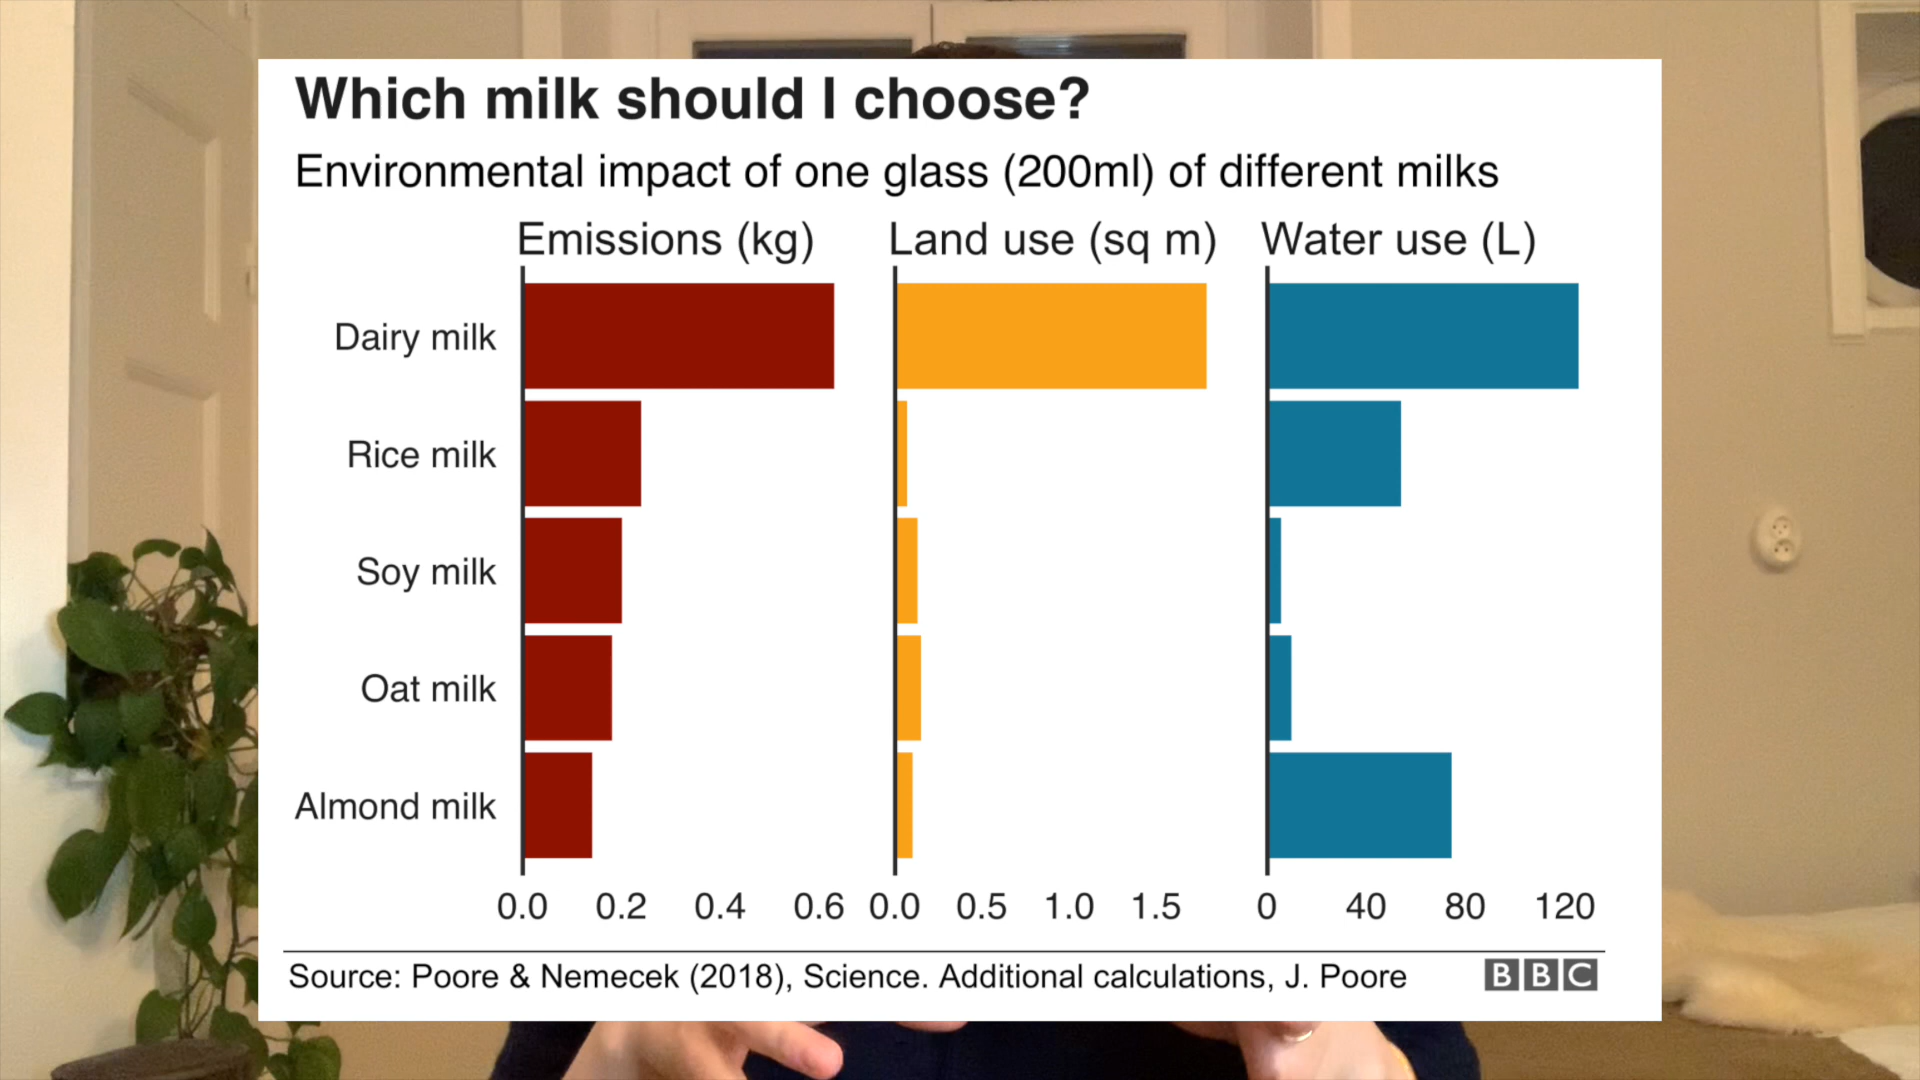 Which milk should I choose?
Environmental impact of one glass (200ml) of different milks
Emissions (kg) Land use (sq m) Water use (L)
Dairy milk
Rice milk
Soy milk
Oat milk
Almond milk
0.0 0.2 0.4 0.6 0.0 0.5 1.0 1.5 0 40 80 120
Source: Poore & Nemecek (2018), Science. Additional calculations, J. Poore BBC